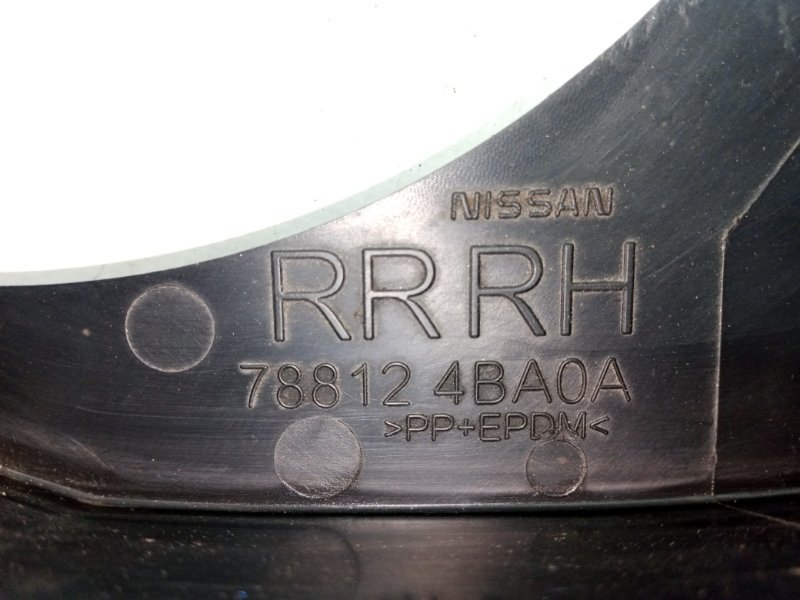 NISSAN
RR RH
78812 4BA0A
>PP+EPDM<